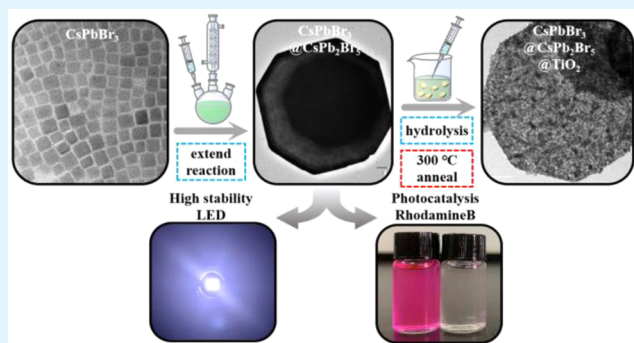 CsPbBr3
extend
reaction
CsPbBr3
@CsPb2Br5
hydrolysis
300 °C
anneal
CsPbBr3
@CsPb2Br5
@TiO2
High stability
LED
Photocatalysis
RhodamineB